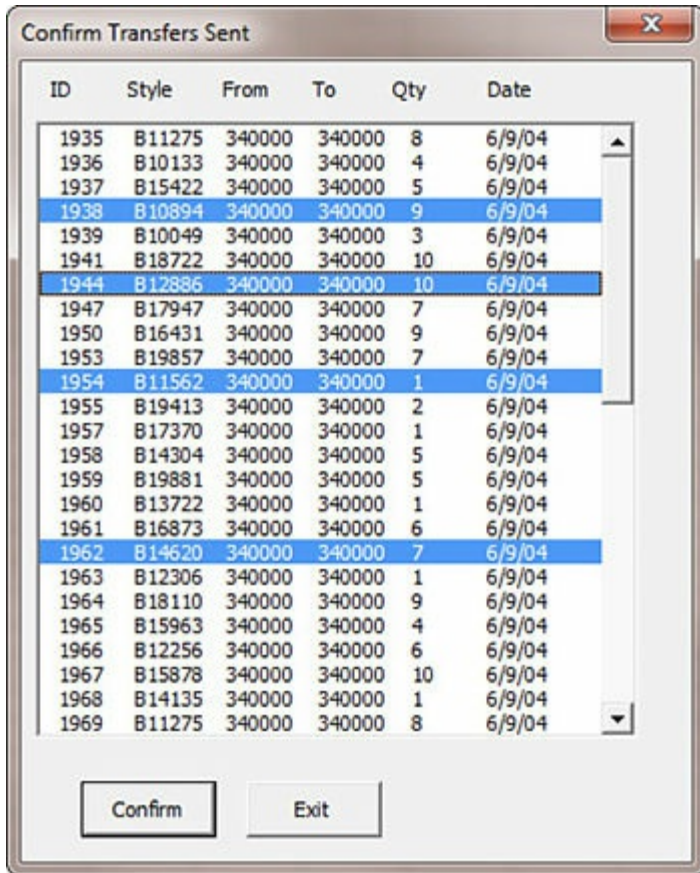 Confirm Transfers Sent
ID Style From To Qty Date
1935 B11275 340000 340000 8 6/9/04
1936 B10133 340000 340000 4 6/9/04
1937 B15422 340000 340000 5 6/9/04
1938 B10894 340000 340000 9 6/9/04
1939 B10049 340000 340000 3 6/9/04
1941 B18722 340000 340000 10 6/9/04
1944 B12886 340000 340000 10 6/9/04
1947 B17947 340000 340000 7 6/9/04
1950 B16431 340000 340000 9 6/9/04
1953 B19857 340000 340000 7 6/9/04
1954 B11562 340000 340000 1 6/9/04
1955 B19413 340000 340000 2 6/9/04
1957 B17370 340000 340000 1 6/9/04
1958 B14304 340000 340000 5 6/9/04
1959 B19881 340000 340000 5 6/9/04
1960 B13722 340000 340000 1 6/9/04
1961 B16873 340000 340000 6 6/9/04
1962 B14620 340000 340000 7 6/9/04
1963 B12306 340000 340000 1 6/9/04
1964 B18110 340000 340000 9 6/9/04
1965 B15963 340000 340000 4 6/9/04
1966 B12256 340000 340000 6 6/9/04
1967 B15878 340000 340000 10 6/9/04
1968 B14135 340000 340000 1 6/9/04
1969 B11275 340000 340000 8 6/9/04
Confirm Exit